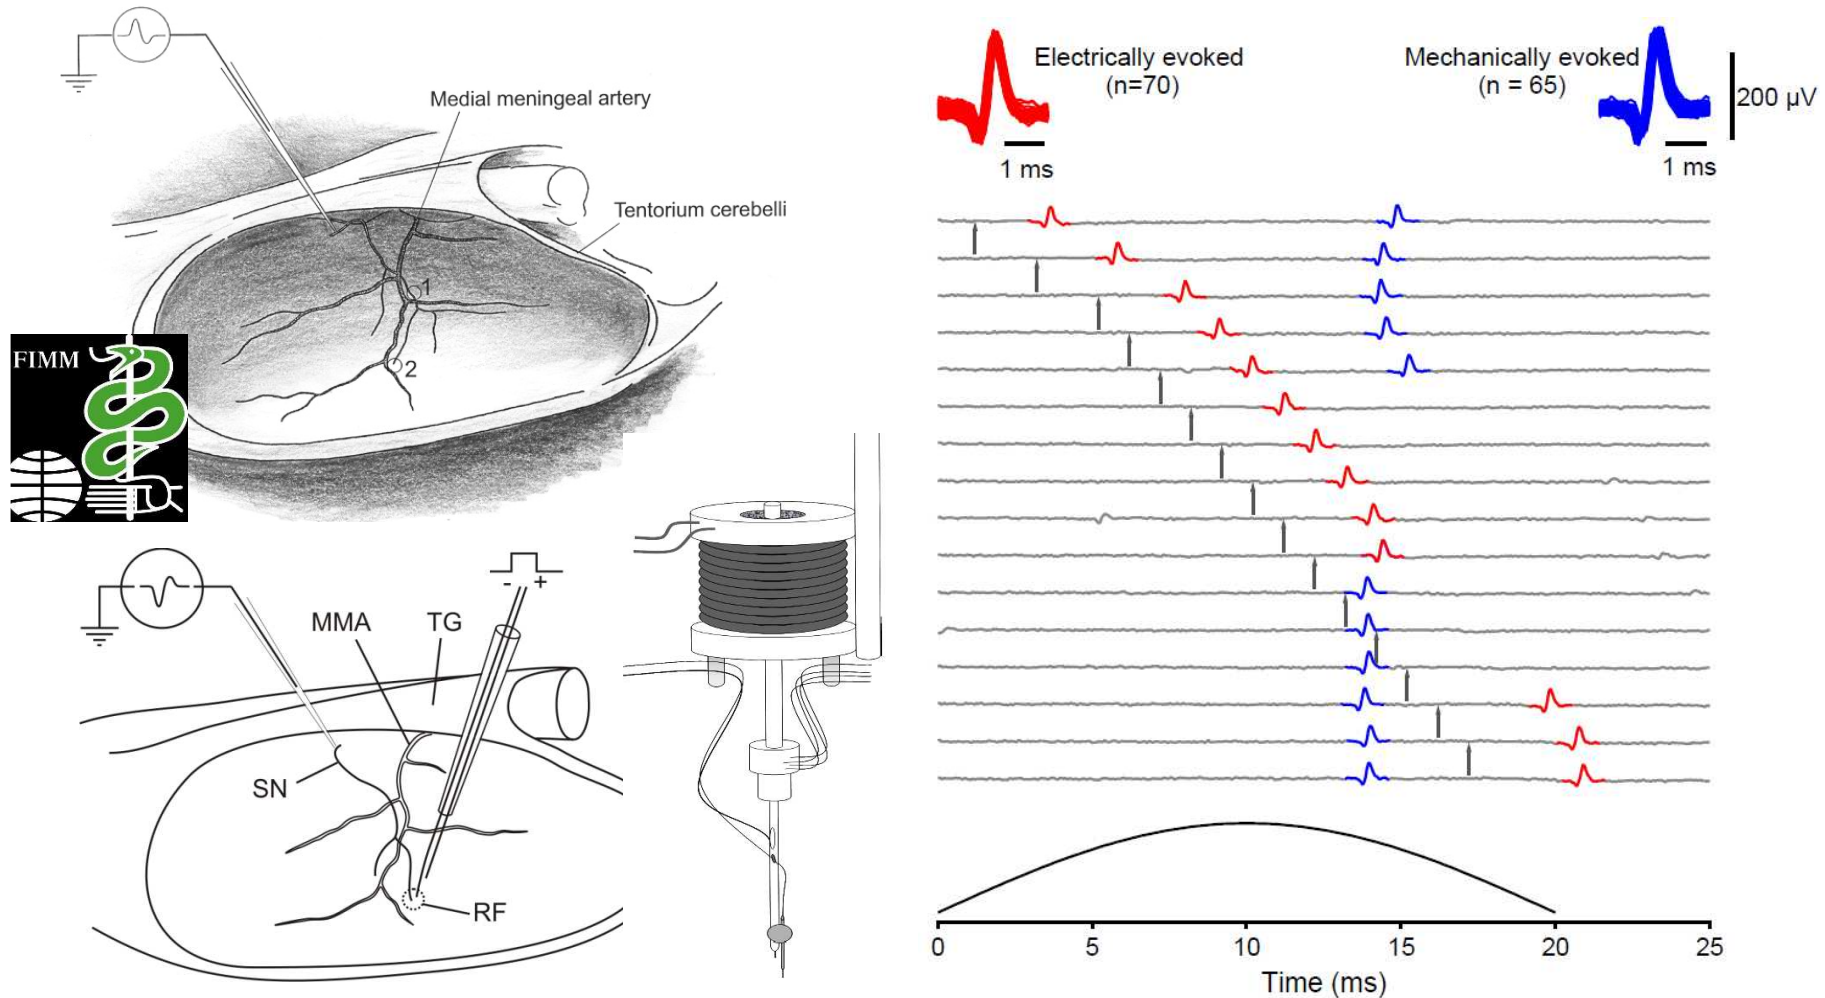 Medial meningeal artery
Tentorium cerebelli
1
2
FIMM
MMA
TG
- +
SN
RF
Electrically evoked
(n=70)
1 ms
Mechanically evoked
(n = 65)
200 µV
1 ms
0 5 10 15 20 25
Time (ms)